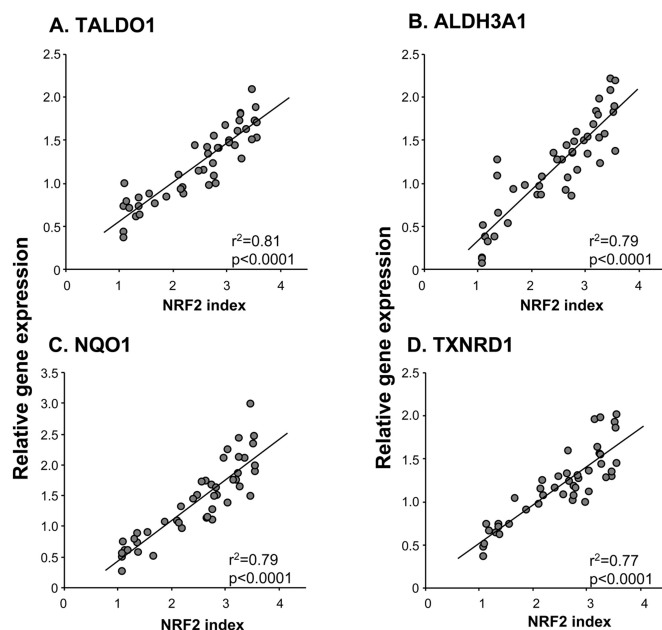 A. TALDO1
2.5
2.0
1.5
1.0
0.5
0
0 1 2 3 4
NRF2 index
r²=0.81
p<0.0001
B. ALDH3A1
2.5
2.0
1.5
1.0
0.5
0
0 1 2 3 4
NRF2 index
r²=0.79
p<0.0001
Relative gene expression
Relative gene expression
C. NQO1
3.5
3.0
2.5
2.0
1.5
1.0
0.5
0
0 1 2 3 4
NRF2 index
r²=0.79
p<0.0001
D. TXNRD1
2.5
2.0
1.5
1.0
0.5
0
0 1 2 3 4
NRF2 index
r²=0.77
p<0.0001